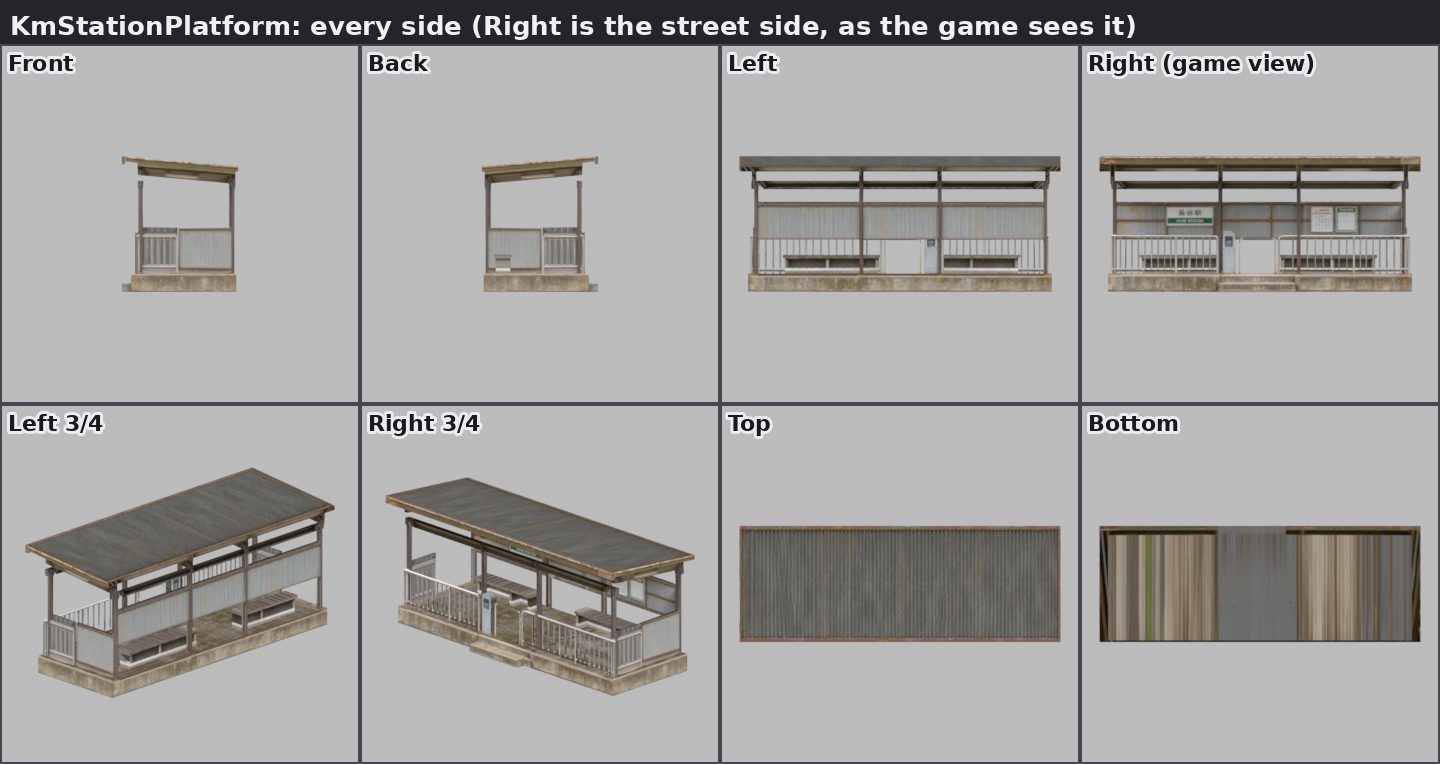 KmStationPlatform: every side (Right is the street side, as the game sees it)
Front
Back
Left
Right (game view)
Left 3/4
Right 3/4
Top
Bottom